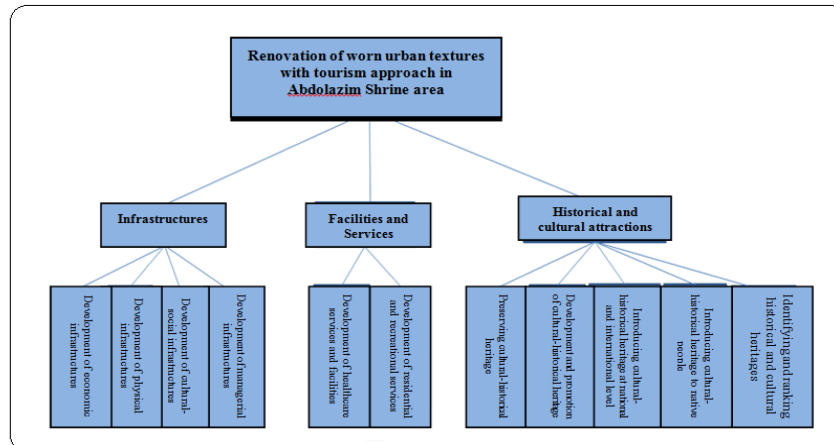 Renovation of worn urban textures
with tourism approach in
Abdolazim Shrine area
Infrastructures
Facilities and
Services
Historical and
cultural attractions
Development of economic
infrastructures
Development of physical
infrastructures
Development of cultural-
social infrastructures
Development of managerial
infrastructures
Development of healthcare
services and facilities
Development of residential
and recreational services
Preserving cultural-historical
heritage
Development and promotion
of cultural-historical heritage
Introducing cultural-
historical heritage at national
and international level
Introducing cultural-
historical heritage to native
people
Identifying and ranking
historical and cultural
heritages